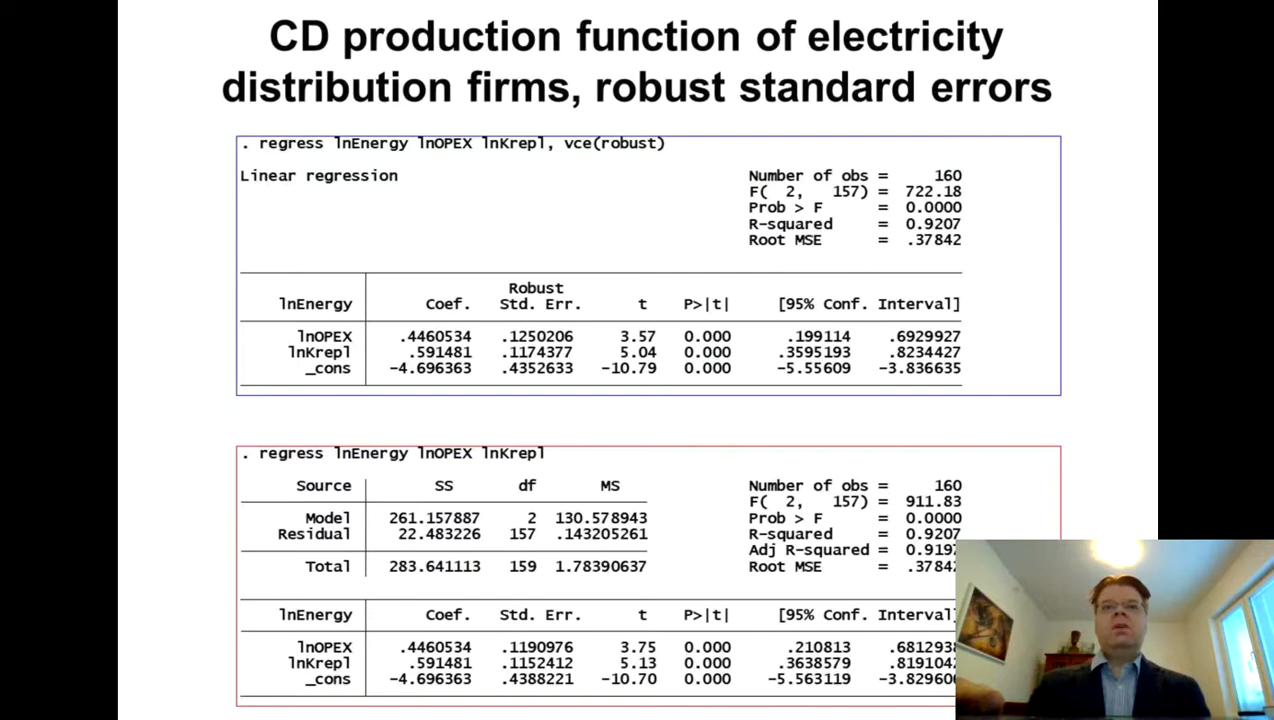 CD production function of electricity
distribution firms, robust standard errors
. regress lnEnergy lnOPEX lnKrepl, vce(robust)
Linear regression Number of obs = 160
F( 2, 157) = 722.18
Prob > F = 0.0000
R-squared = 0.9207
Root MSE = .37842
Robust
lnEnergy Coef. Std. Err. t P>|t| [95% Conf. Interval]
lnOPEX .4460534 .1250206 3.57 0.000 .199114 .6929927
lnKrepl .591481 .1174377 5.04 0.000 .3595193 .8234427
_cons -4.696363 .4352633 -10.79 0.000 -5.55609 -3.836635
. regress lnEnergy lnOPEX lnKrepl
Source SS df MS Number of obs = 160
F( 2, 157) = 911.83
Model 261.157887 2 130.578943 Prob > F = 0.0000
Residual 22.483226 157 .143205261 R-squared = 0.9207
Adj R-squared = 0.9197
Total 283.641113 159 1.78390637 Root MSE = .37842
lnEnergy Coef. Std. Err. t P>|t| [95% Conf. Interval]
lnOPEX .4460534 .1190976 3.75 0.000 .210813 .681293
lnKrepl .591481 .1152412 5.13 0.000 .3638579 .819104
_cons -4.696363 .4388221 -10.70 0.000 -5.563119 -3.82960